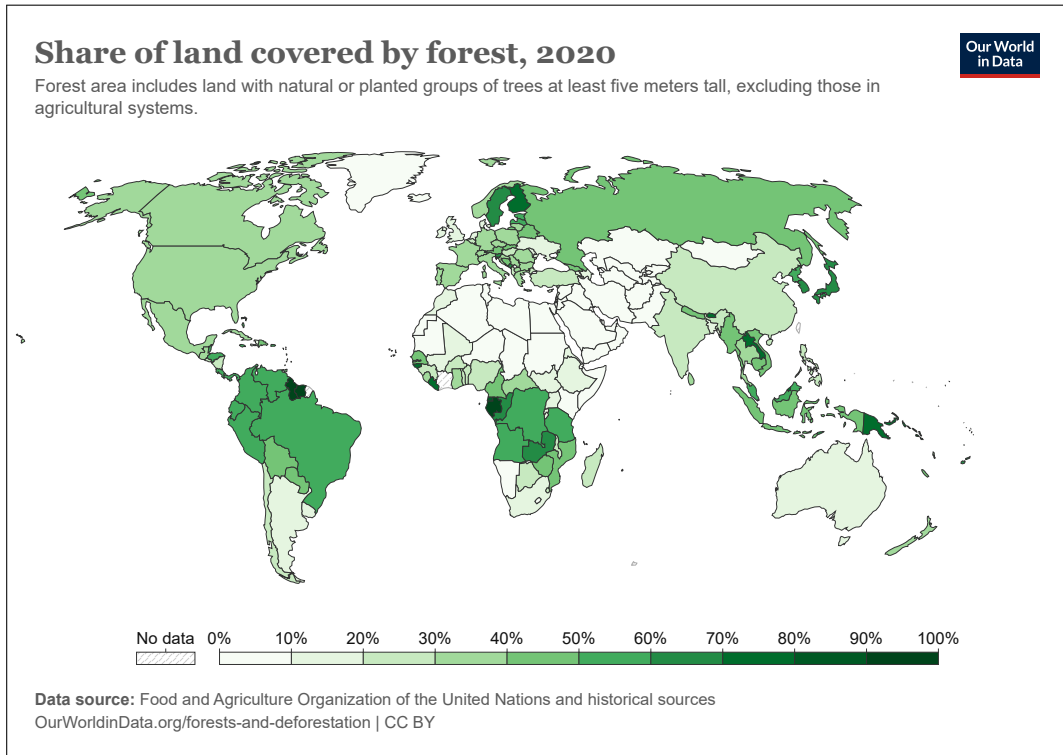 Share of land covered by forest, 2020
Our World
in Data
Forest area includes land with natural or planted groups of trees at least five meters tall, excluding those in
agricultural systems.
No data 0% 10% 20% 30% 40% 50% 60% 70% 80% 90% 100%
Data source: Food and Agriculture Organization of the United Nations and historical sources
OurWorldinData.org/forests-and-deforestation | CC BY